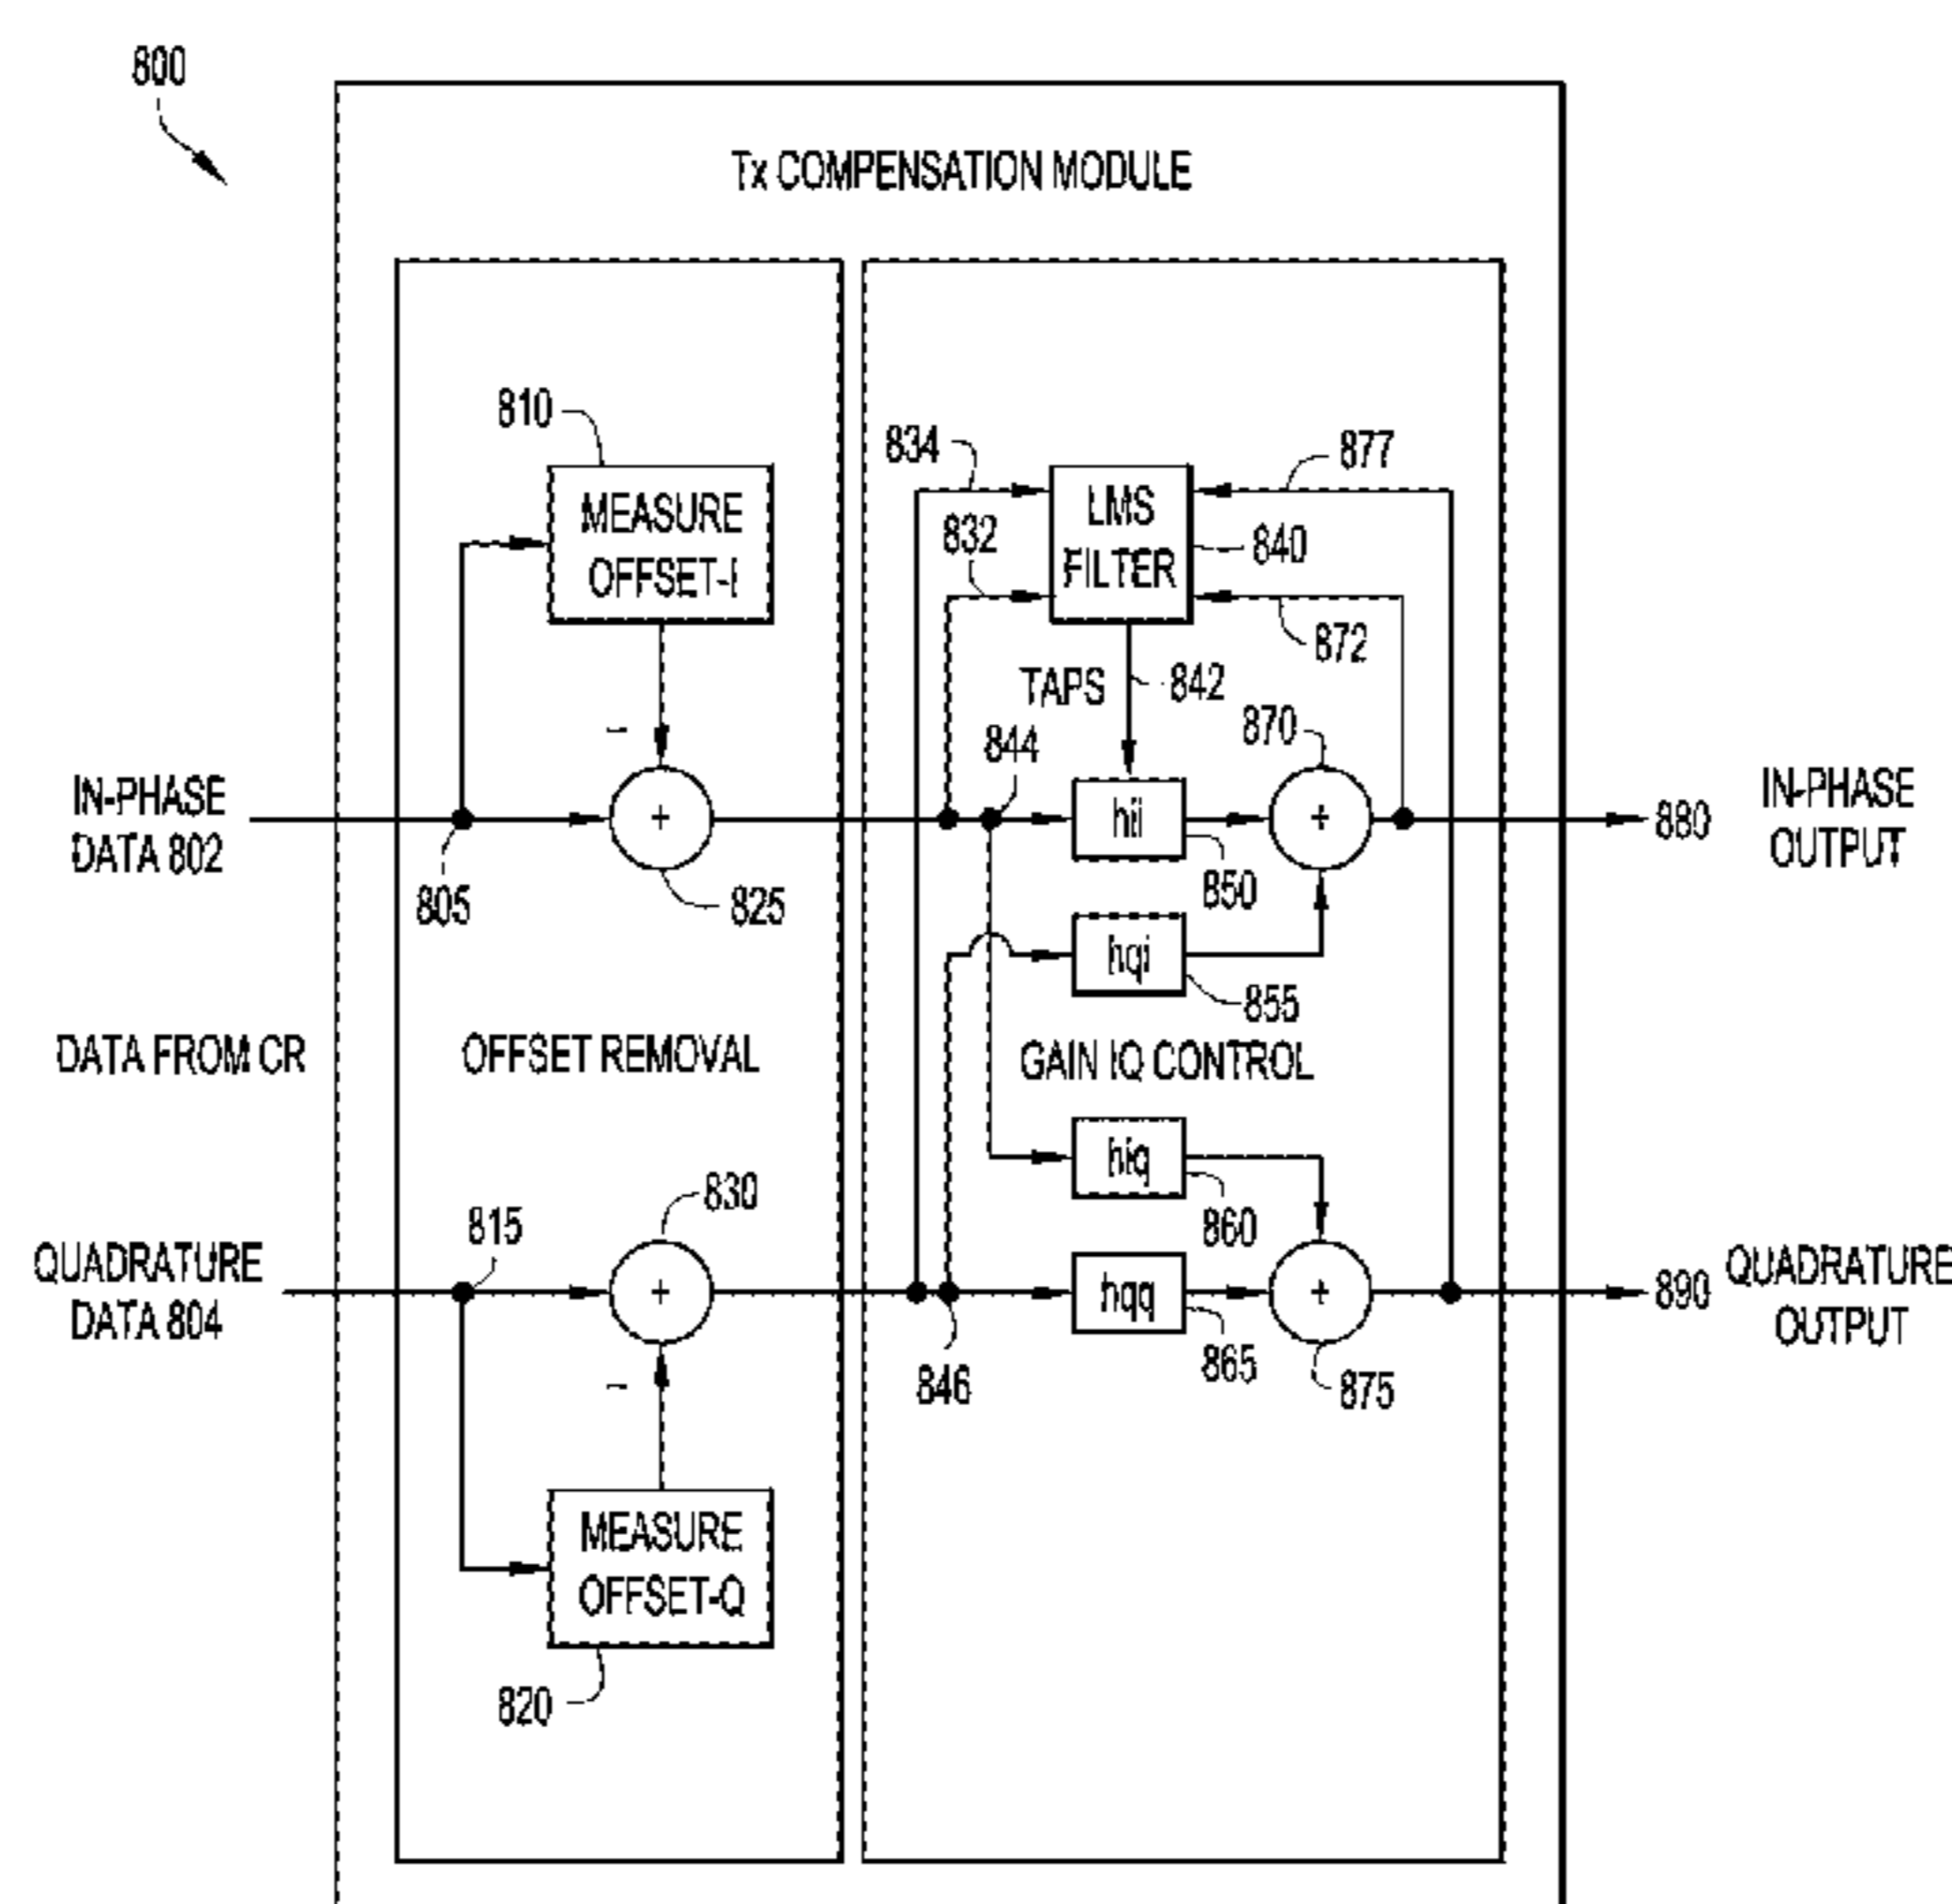 800
Tx COMPENSATION MODULE
810
MEASURE
OFFSET-I
834
832
LMS
FILTER
877
840
872
TAPS
842
844
870
IN-PHASE
DATA 802
805
+
825
hii
850
+
880
IN-PHASE
OUTPUT
hqi
855
DATA FROM CR
OFFSET REMOVAL
GAIN IQ CONTROL
hiq
860
830
815
QUADRATURE
DATA 804
+
846
hqq
865
+
875
890
QUADRATURE
OUTPUT
MEASURE
OFFSET-Q
820